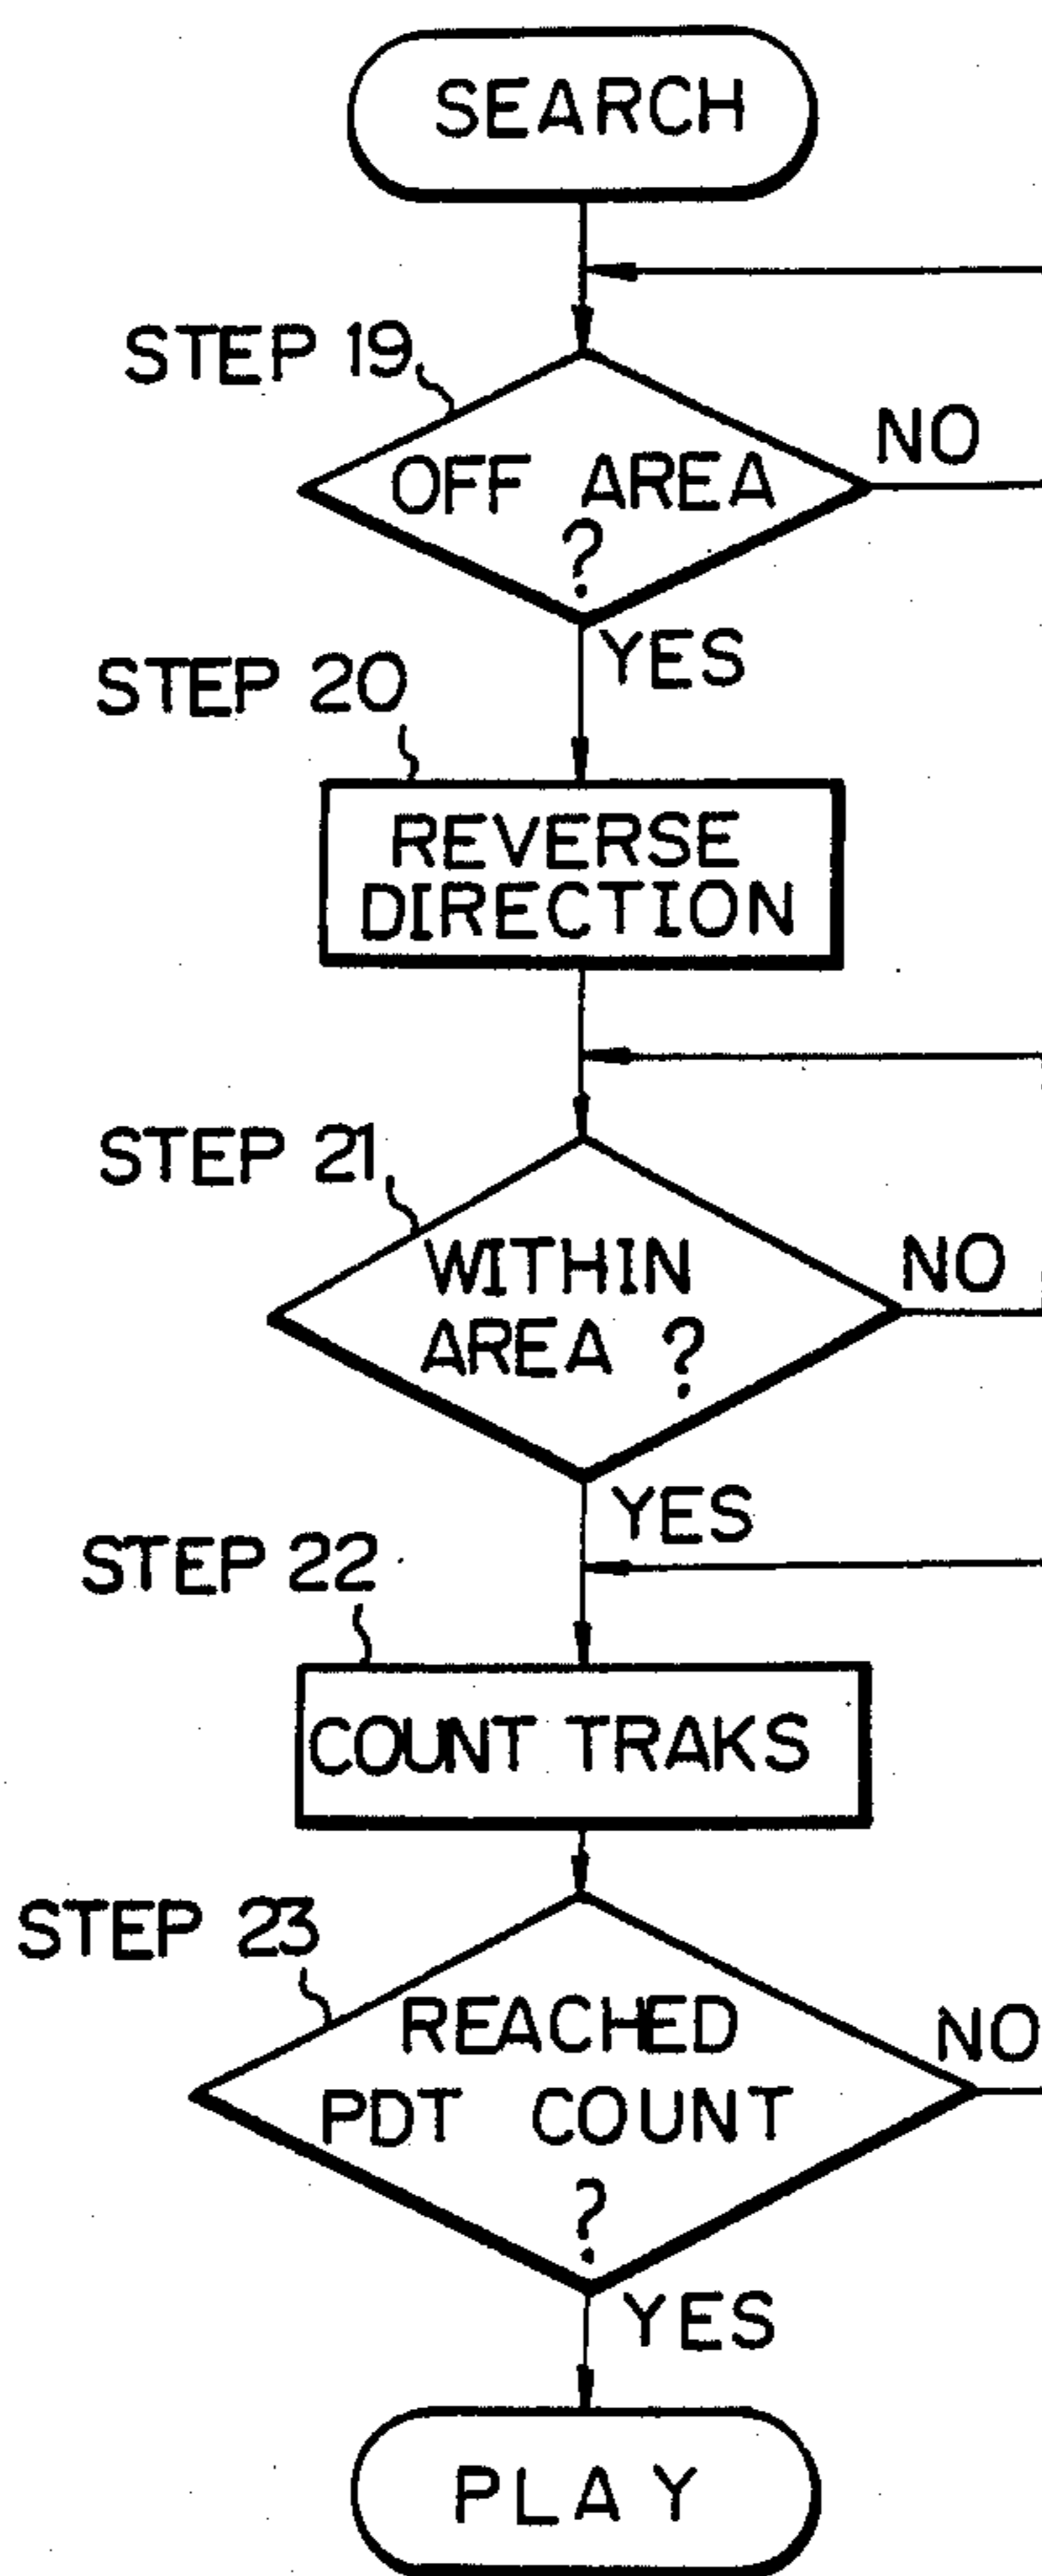 SEARCH
STEP 19
OFF AREA
?
NO
YES
STEP 20
REVERSE
DIRECTION
STEP 21
WITHIN
AREA ?
NO
YES
STEP 22
COUNT TRAKS
STEP 23
REACHED
PDT COUNT
?
NO
YES
PLAY